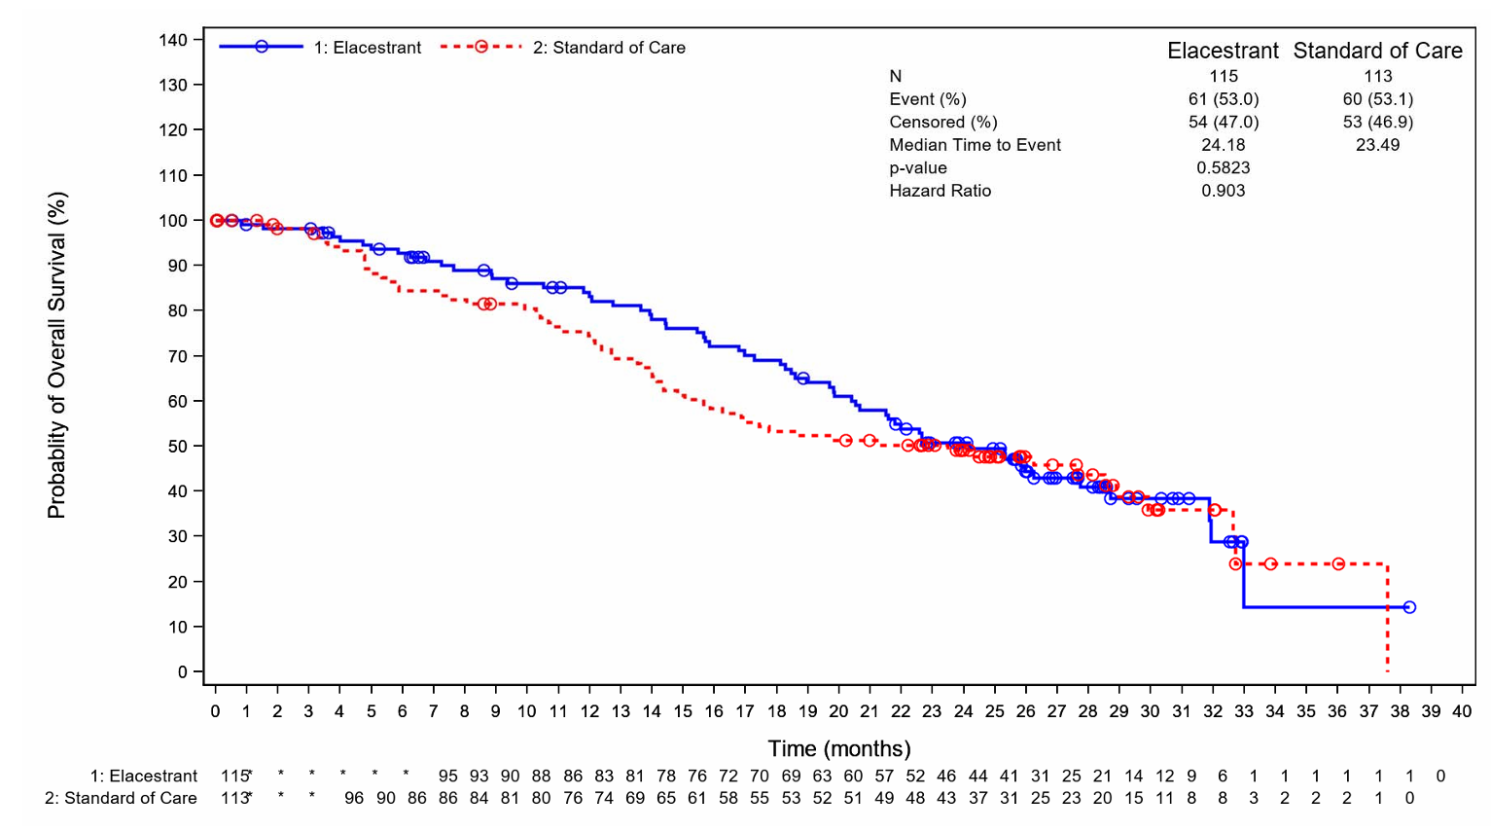 1: Elacestrant 2: Standard of Care
Elacestrant Standard of Care
N 115 113
Event (%) 61 (53.0) 60 (53.1)
Censored (%) 54 (47.0) 53 (46.9)
Median Time to Event 24.18 23.49
p-value 0.5823
Hazard Ratio 0.903
Probablity of Overall Survival (%)
140
130
120
110
100
90
80
70
60
50
40
30
20
10
0
0 1 2 3 4 5 6 7 8 9 10 11 12 13 14 15 16 17 18 19 20 21 22 23 24 25 26 27 28 29 30 31 32 33 34 35 36 37 38 39 40
Time (months)
1: Elacestrant 115* * * * * * 95 93 90 88 86 83 81 78 76 72 70 69 63 60 57 52 46 44 41 31 25 21 14 12 9 6 1 1 1 1 1 1 0
2: Standard of Care 113* * * 96 90 86 86 84 81 80 76 74 69 65 61 58 55 53 52 51 49 48 43 37 31 25 23 20 15 11 8 8 3 2 2 2 1 0